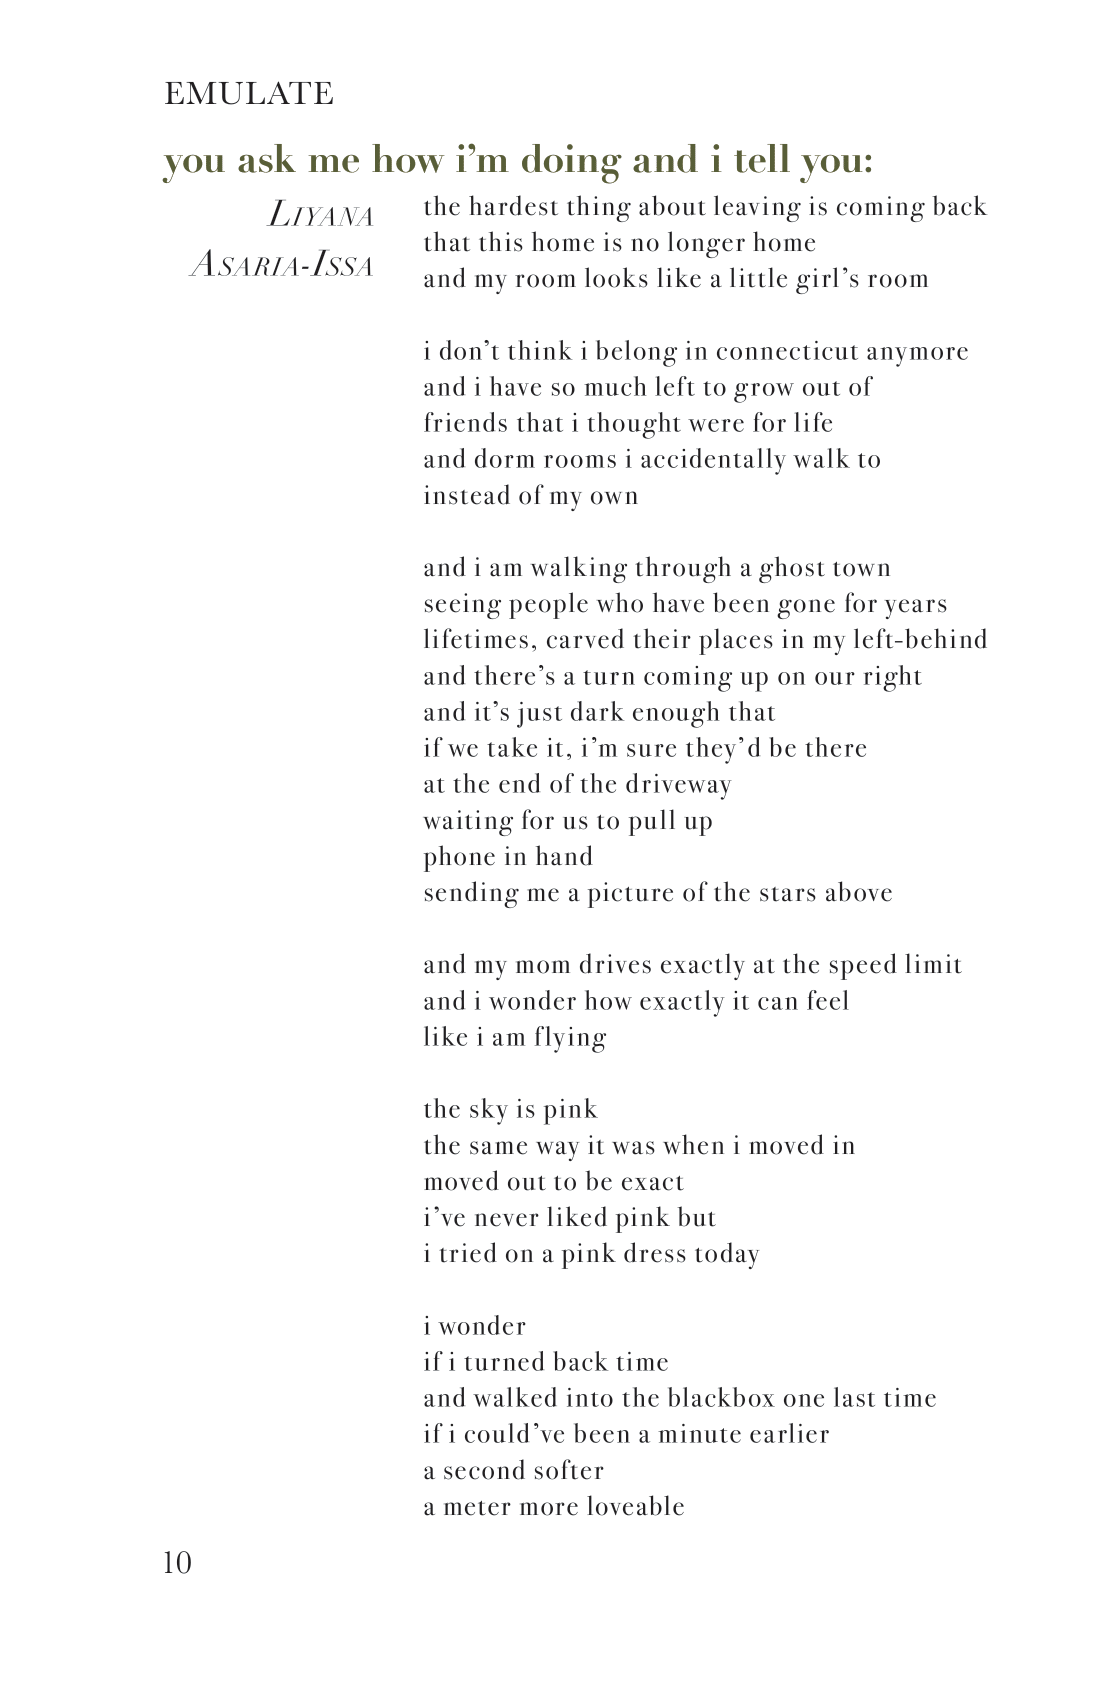 EMULATE
you ask me how i’m doing and i tell you:
Liyana
Asaria-Issa
the hardest thing about leaving is coming back
that this home is no longer home
and my room looks like a little girl’s room
i don’t think i belong in connecticut anymore
and i have so much left to grow out of
friends that i thought were for life
and dorm rooms i accidentally walk to
instead of my own
and i am walking through a ghost town
seeing people who have been gone for years
lifetimes, carved their places in my left-behind
and there’s a turn coming up on our right
and it’s just dark enough that
if we take it, i’m sure they’d be there
at the end of the driveway
waiting for us to pull up
phone in hand
sending me a picture of the stars above
and my mom drives exactly at the speed limit
and i wonder how exactly it can feel
like i am flying
the sky is pink
the same way it was when i moved in
moved out to be exact
i’ve never liked pink but
i tried on a pink dress today
i wonder
if i turned back time
and walked into the blackbox one last time
if i could’ve been a minute earlier
a second softer
a meter more loveable
10